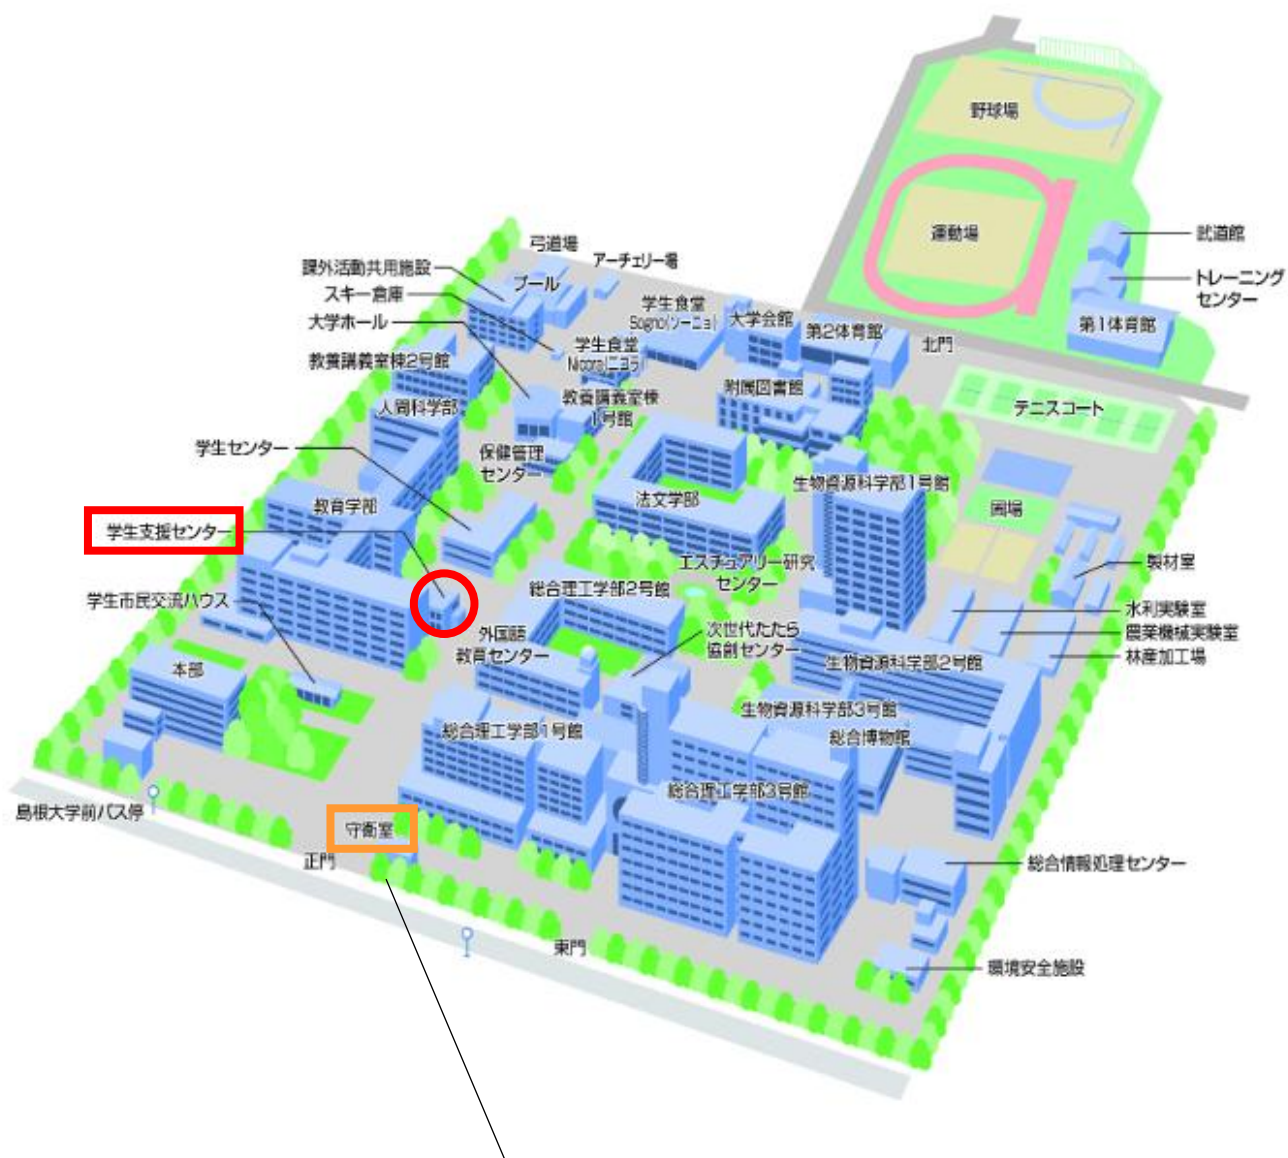 野球場
運動場
武道館
トレーニング
センター
第1体育館
弓道場
アーチェリー場
課外活動共用施設
プール
スキー倉庫
学生食堂
Sogno(ソーニョ)
大学会館
第2体育館
北門
大学ホール
学生食堂
Nicora(ニコラ)
教養講義室棟2号館
附属図書館
教養講義室棟
1号館
テニスコート
人間科学部
学生センター
保健管理
センター
生物資源科学部1号館
法文学部
教育学部
圃場
学生支援センター
エスチュアリー研究
センター
製材室
総合理工学部2号館
学生市民交流ハウス
水利実験室
外国語
教育センター
次世代たたら
協創センター
農業機械実験室
林産加工場
生物資源科学部2号館
本部
生物資源科学部3号館
総合理工学部1号館
総合博物館
総合理工学部3号館
島根大学前バス停
守衛室
正門
総合情報処理センター
東門
環境安全施設